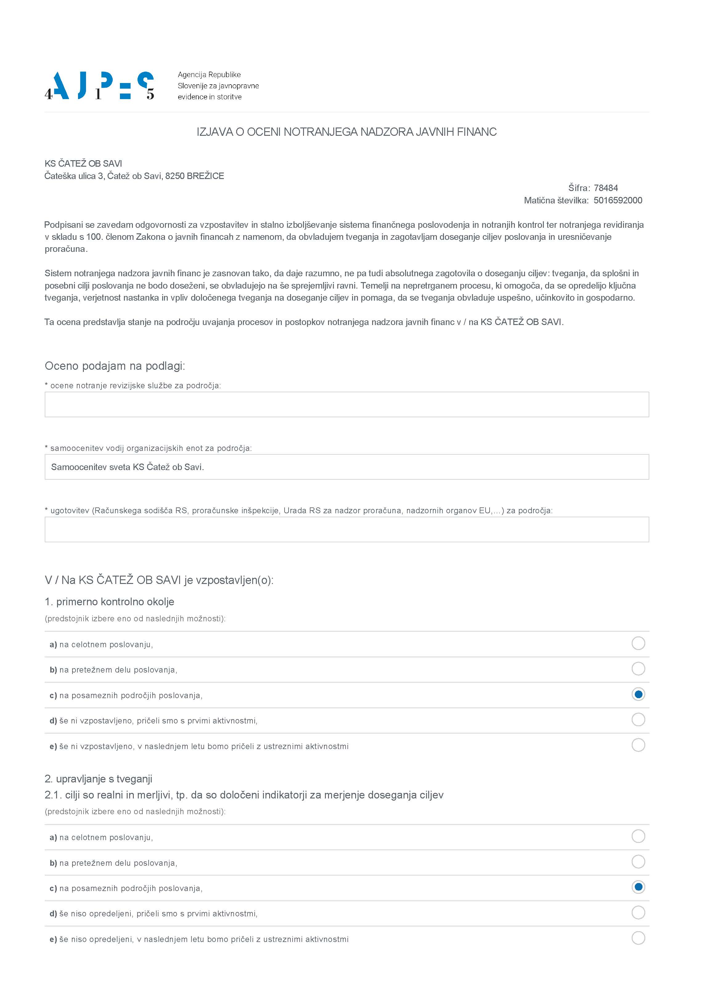 AJPES
4 1 5
Agencija Republike
Slovenije za javnopravne
evidence in storitve
IZJAVA O OCENI NOTRANJEGA NADZORA JAVNIH FINANC
KS ČATEŽ OB SAVI
Čateška ulica 3, Čatež ob Savi, 8250 BREŽICE
Šifra: 78484
Matična številka: 5016592000
Podpisani se zavedam odgovornosti za vzpostavitev in stalno izboljševanje sistema finančnega poslovodenja in notranjih kontrol ter notranjega revidiranja
v skladu s 100. členom Zakona o javnih financah z namenom, da obvladujem tveganja in zagotavljam doseganje ciljev poslovanja in uresničevanje
proračuna.
Sistem notranjega nadzora javnih financ je zasnovan tako, da daje razumno, ne pa tudi absolutnega zagotovila o doseganju ciljev: tveganja, da splošni in
posebni cilji poslovanja ne bodo doseženi, se obvladujejo na še sprejemljivi ravni. Temelji na nepretrganem procesu, ki omogoča, da se opredelijo ključna
tveganja, verjetnost nastanka in vpliv določenega tveganja na doseganje ciljev in pomaga, da se tveganja obvladuje uspešno, učinkovito in gospodarno.
Ta ocena predstavlja stanje na področju uvajanja procesov in postopkov notranjega nadzora javnih financ v / na KS ČATEŽ OB SAVI.
Oceno podajam na podlagi:
* ocene notranje revizijske službe za področja:
* samoocenitev vodij organizacijskih enot za področja:
Samoocenitev sveta KS Čatež ob Savi.
* ugotovitev (Računskega sodišča RS, proračunske inšpekcije, Urada RS za nadzor proračuna, nadzornih organov EU,...) za področja:
V / Na KS ČATEŽ OB SAVI je vzpostavljen(o):
1. primerno kontrolno okolje
(predstojnik izbere eno od naslednjih možnosti):
a) na celotnem poslovanju,
b) na pretežnem delu poslovanja,
c) na posameznih področjih poslovanja,
d) še ni vzpostavljeno, pričeli smo s prvimi aktivnostmi,
e) še ni vzpostavljeno, v naslednjem letu bomo pričeli z ustreznimi aktivnostmi
2. upravljanje s tveganji
2.1. cilji so realni in merljivi, tp. da so določeni indikatorji za merjenje doseganja ciljev
(predstojnik izbere eno od naslednjih možnosti):
a) na celotnem poslovanju,
b) na pretežnem delu poslovanja,
c) na posameznih področjih poslovanja,
d) še niso opredeljeni, pričeli smo s prvimi aktivnostmi,
e) še niso opredeljeni, v naslednjem letu bomo pričeli z ustreznimi aktivnostmi